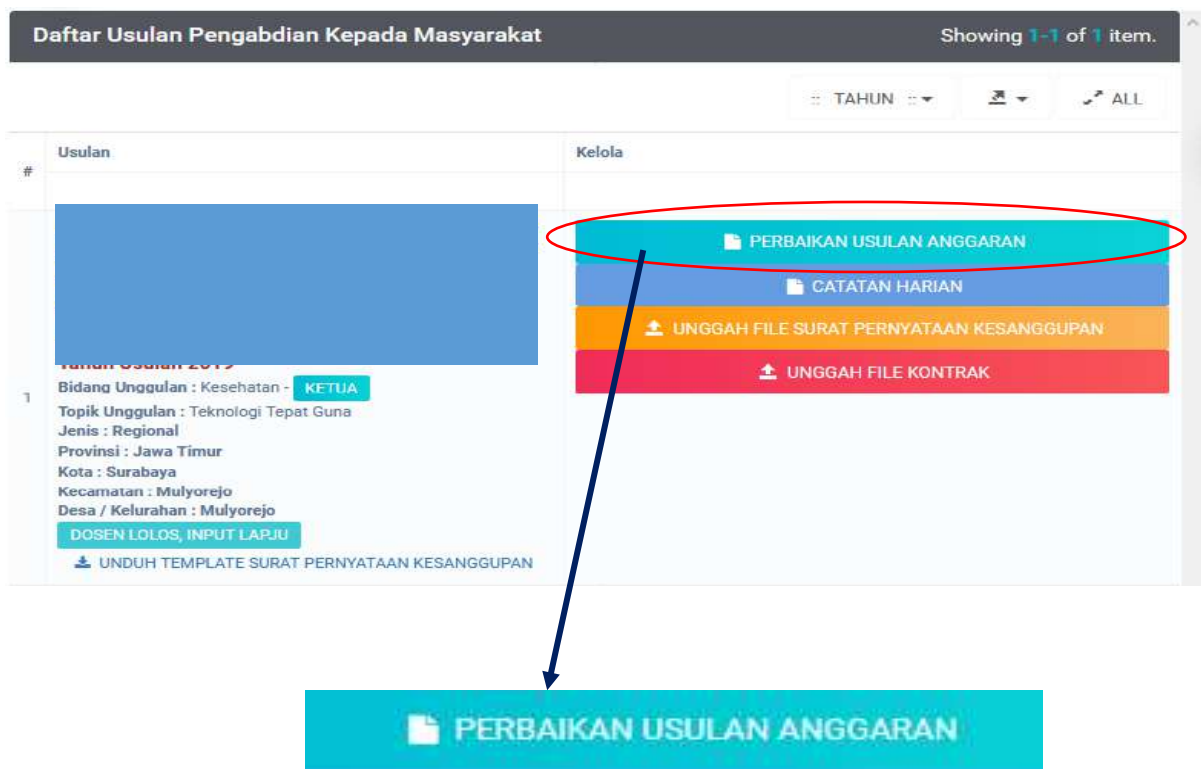 Daftar Usulan Pengabdian Kepada Masyarakat
Showing 1-1 of 1 item.
:: TAHUN ::
ALL
#
Usulan
Kelola
1
Tahun Usulan 2019
Bidang Unggulan : Kesehatan - KETUA
Topik Unggulan : Teknologi Tepat Guna
Jenis : Regional
Provinsi : Jawa Timur
Kota : Surabaya
Kecamatan : Mulyorejo
Desa / Kelurahan : Mulyorejo
DOSEN LOLOS, INPUT LAPJU
UNDUH TEMPLATE SURAT PERNYATAAN KESANGGUPAN
PERBAIKAN USULAN ANGGARAN
CATATAN HARIAN
UNGGAH FILE SURAT PERNYATAAN KESANGGUPAN
UNGGAH FILE KONTRAK
PERBAIKAN USULAN ANGGARAN